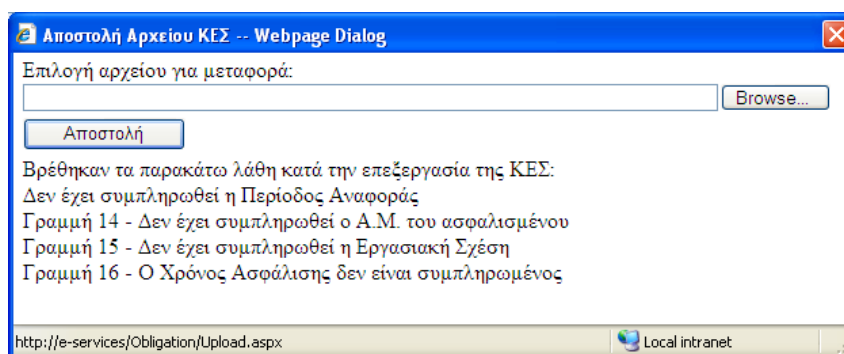 Αποστολή Αρχείου ΚΕΣ -- Webpage Dialog
Επιλογή αρχείου για μεταφορά:
Browse...
Αποστολή
Βρέθηκαν τα παρακάτω λάθη κατά την επεξεργασία της ΚΕΣ:
Δεν έχει συμπληρωθεί η Περίοδος Αναφοράς
Γραμμή 14 - Δεν έχει συμπληρωθεί ο Α.Μ. του ασφαλισμένου
Γραμμή 15 - Δεν έχει συμπληρωθεί η Εργασιακή Σχέση
Γραμμή 16 - Ο Χρόνος Ασφάλισης δεν είναι συμπληρωμένος
http://e-services/Obligation/Upload.aspx
Local intranet